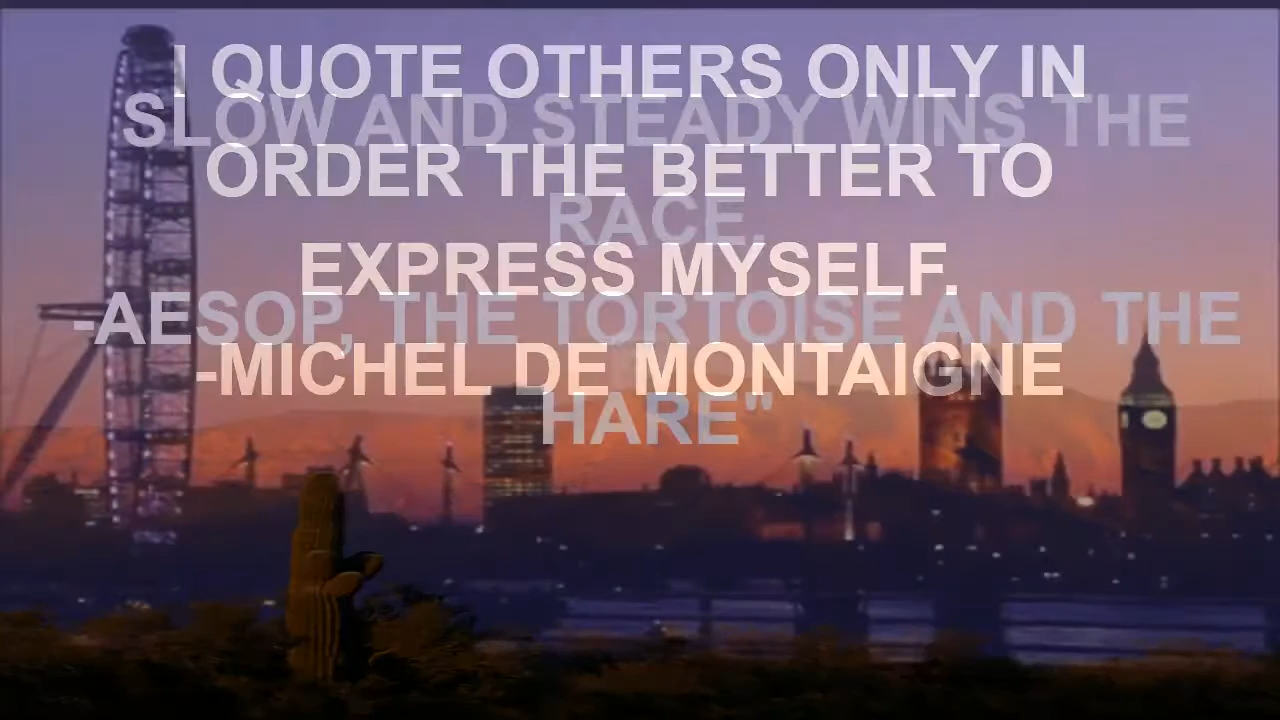 I QUOTE OTHERS ONLY IN
ORDER THE BETTER TO
EXPRESS MYSELF.
-MICHEL DE MONTAIGNE
SLOW AND STEADY WINS THE
RACE.
-AESOP, THE TORTOISE AND THE
HARE"